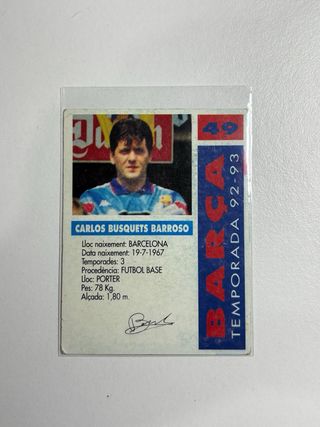 49
BARÇA
TEMPORADA 92-93
CARLOS BUSQUETS BARROSO
Lloc naixement: BARCELONA
Data naixement: 19-7-1967
Temporades: 3
Procedència: FUTBOL BASE
Lloc: PORTER
Pes: 78 Kg.
Alçada: 1,80 m.